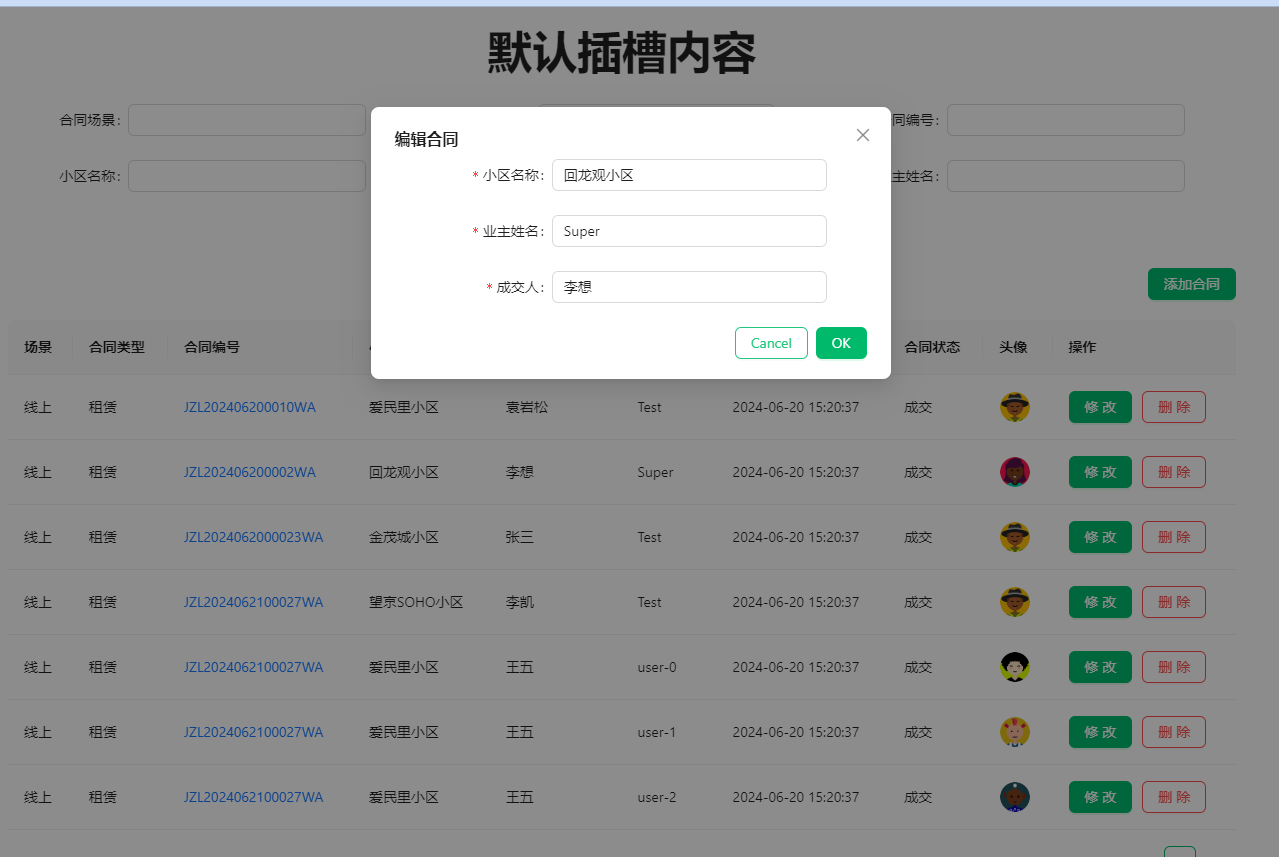 默认插槽内容
合同场景:
同编号:
小区名称:
主姓名:
编辑合同
* 小区名称: 回龙观小区
* 业主姓名: Super
* 成交人: 李想
Cancel OK
添加合同
场景 合同类型 合同编号 合同状态 头像 操作
线上 租赁 JZL202406200010WA 爱民里小区 袁岩松 Test 2024-06-20 15:20:37 成交 修 改 删 除
线上 租赁 JZL202406200002WA 回龙观小区 李想 Super 2024-06-20 15:20:37 成交 修 改 删 除
线上 租赁 JZL2024062000023WA 金茂城小区 张三 Test 2024-06-20 15:20:37 成交 修 改 删 除
线上 租赁 JZL2024062100027WA 望京SOHO小区 李凯 Test 2024-06-20 15:20:37 成交 修 改 删 除
线上 租赁 JZL2024062100027WA 爱民里小区 王五 user-0 2024-06-20 15:20:37 成交 修 改 删 除
线上 租赁 JZL2024062100027WA 爱民里小区 王五 user-1 2024-06-20 15:20:37 成交 修 改 删 除
线上 租赁 JZL2024062100027WA 爱民里小区 王五 user-2 2024-06-20 15:20:37 成交 修 改 删 除